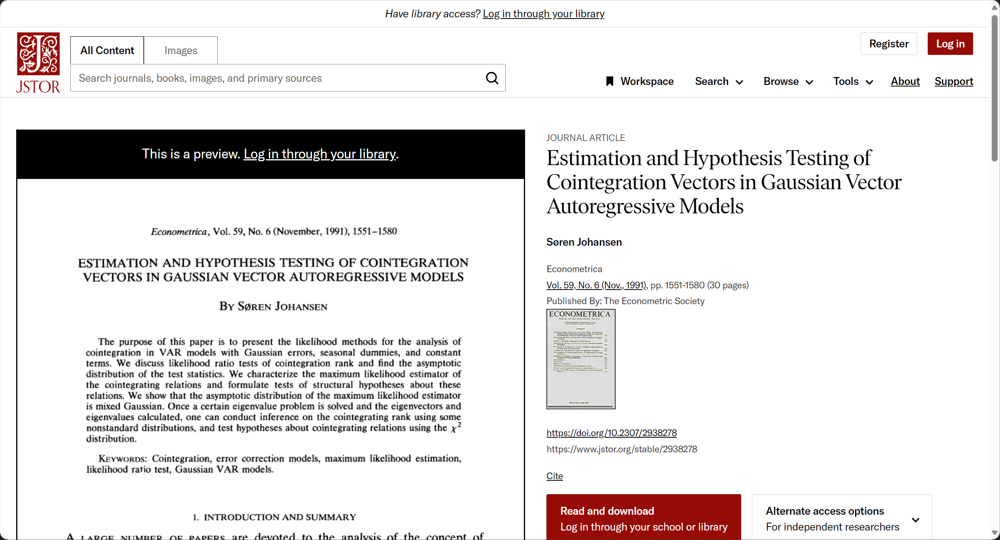 Have library access? Log in through your library
JSTOR
All Content
Images
Search journals, books, images, and primary sources
Register
Log in
Workspace
Search
Browse
Tools
About
Support
This is a preview. Log in through your library.
Econometrica, Vol. 59, No. 6 (November, 1991), 1551–1580
ESTIMATION AND HYPOTHESIS TESTING OF COINTEGRATION
VECTORS IN GAUSSIAN VECTOR AUTOREGRESSIVE MODELS
By Søren Johansen
The purpose of this paper is to present the likelihood methods for the analysis of
cointegration in VAR models with Gaussian errors, seasonal dummies, and constant
terms. We discuss likelihood ratio tests of cointegration rank and find the asymptotic
distribution of the test statistics. We characterize the maximum likelihood estimator of
the cointegrating relations and formulate tests of structural hypotheses about these
relations. We show that the asymptotic distribution of the maximum likelihood estimator
is mixed Gaussian. Once a certain eigenvalue problem is solved and the eigenvectors and
eigenvalues calculated, one can conduct inference on the cointegrating rank using some
nonstandard distributions, and test hypotheses about cointegrating relations using the χ²
distribution.
Keywords: Cointegration, error correction models, maximum likelihood estimation,
likelihood ratio test, Gaussian VAR models.
1. INTRODUCTION AND SUMMARY
A LARGE NUMBER OF PAPERS are devoted to the analysis of the concept of
JOURNAL ARTICLE
Estimation and Hypothesis Testing of
Cointegration Vectors in Gaussian Vector
Autoregressive Models
Søren Johansen
Econometrica
Vol. 59, No. 6 (Nov., 1991), pp. 1551-1580 (30 pages)
Published By: The Econometric Society
ECONOMETRICA
https://doi.org/10.2307/2938278
https://www.jstor.org/stable/2938278
Cite
Read and download
Log in through your school or library
Alternate access options
For independent researchers